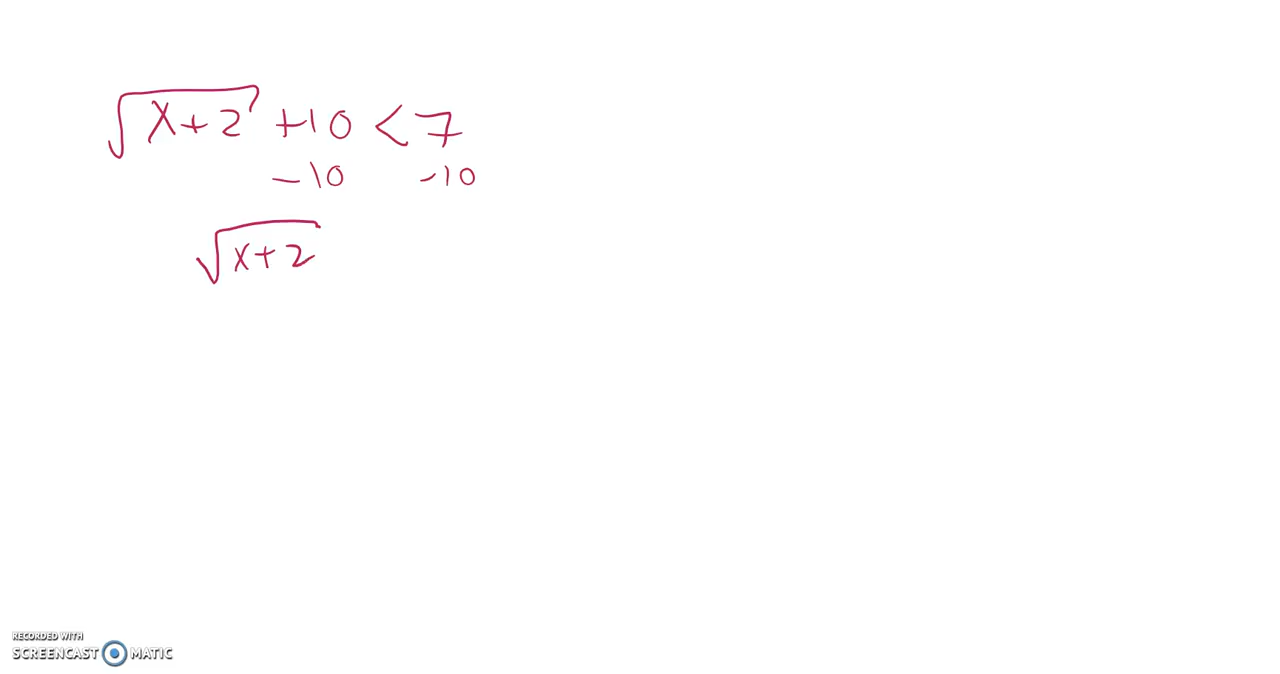 √(x+2) +10 < 7
-10 -10
√(x+2)
RECORDED WITH
SCREENCAST MATIC